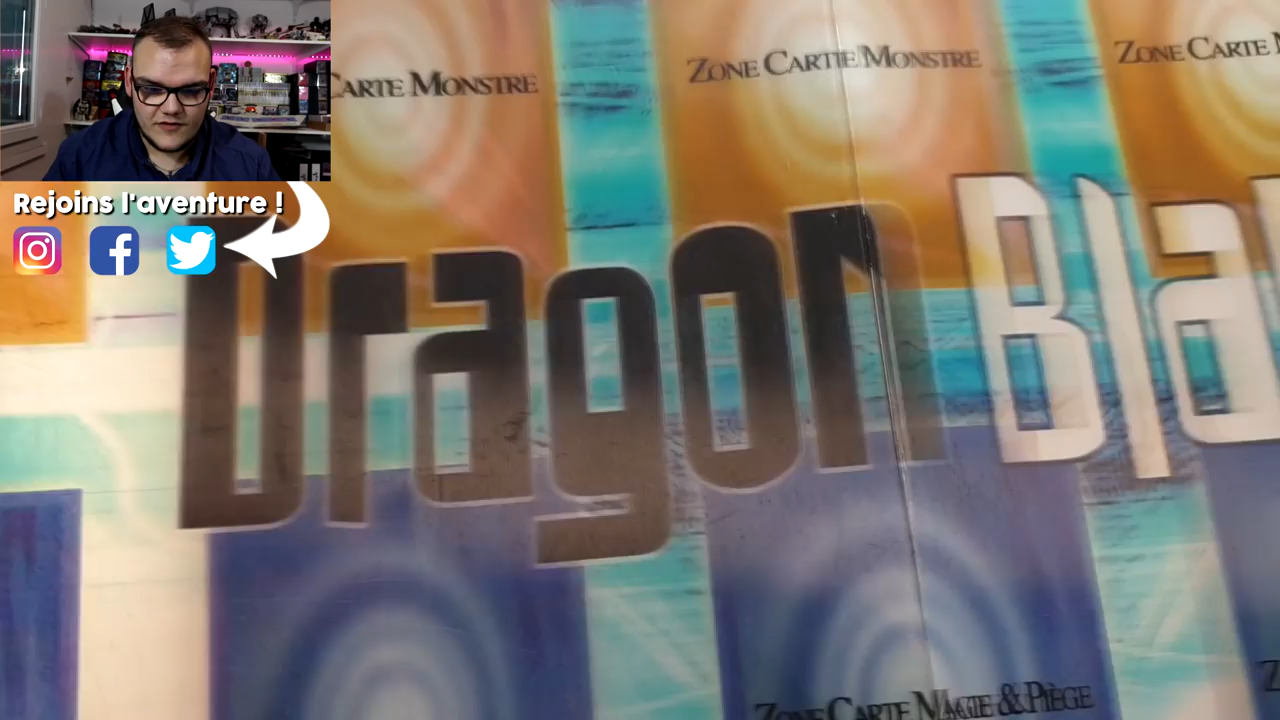 CARTE MONSTRE
ZONE CARTE MONSTRE
ZONE CARTE
Rejoins l'aventure !
Dragon Bla
ZONE CARTE MAGIE & PIÈGE